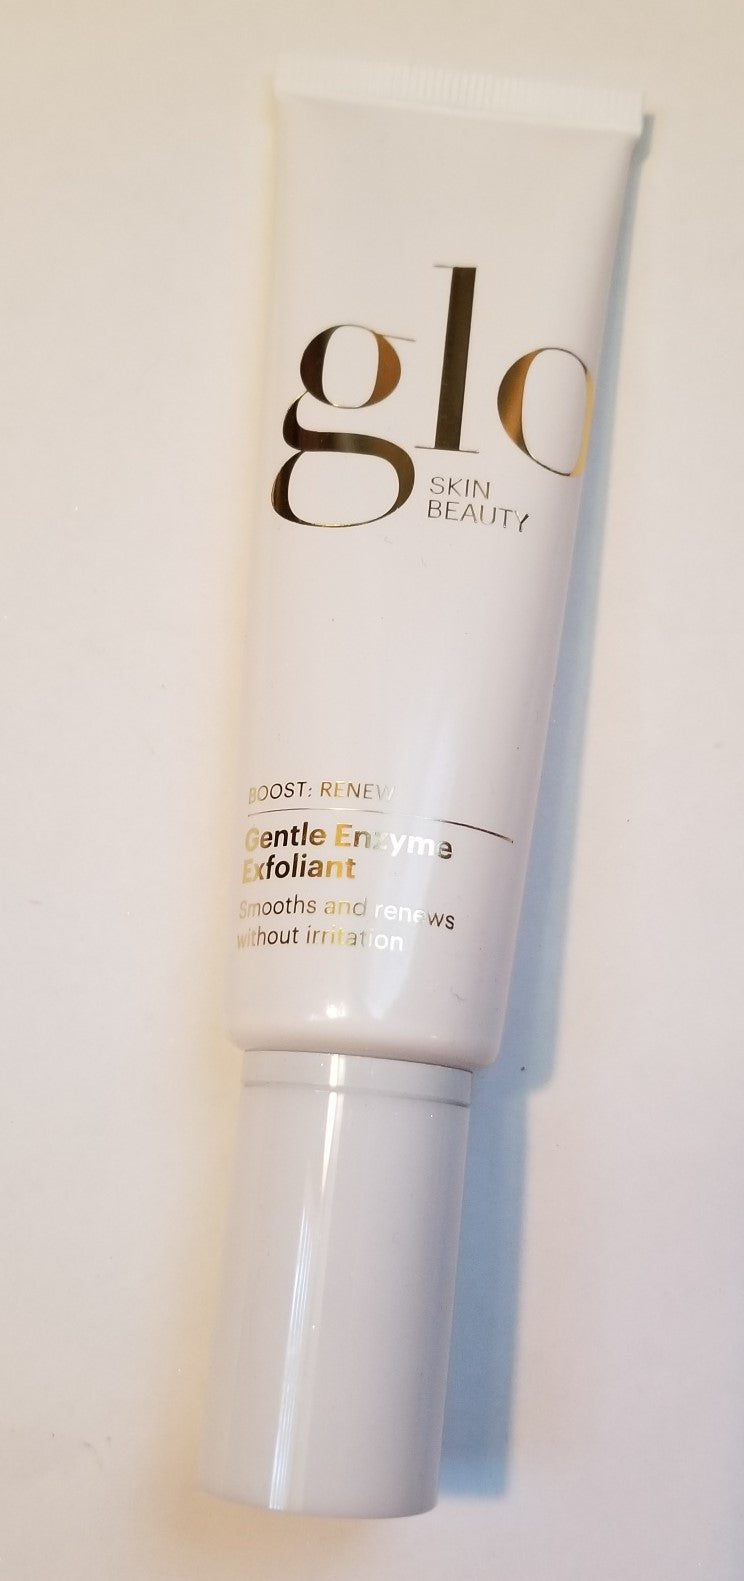 glo
SKIN
BEAUTY
BOOST: RENEW
Gentle Enzyme
Exfoliant
Smooths and renews
without irritation